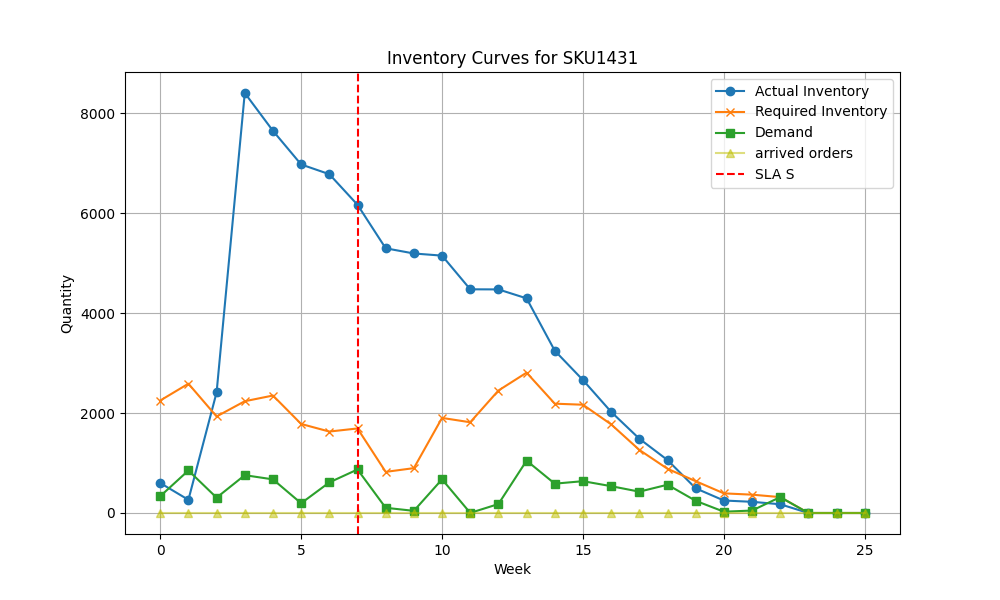 Inventory Curves for SKU1431
Actual Inventory
Required Inventory
Demand
arrived orders
SLA S
Quantity
8000
6000
4000
2000
0
0 5 10 15 20 25
Week